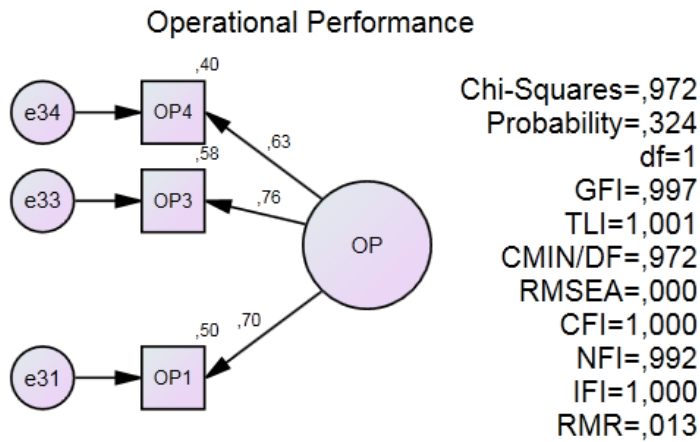 Operational Performance
,40
e34
OP4
,63
,58
e33
OP3
,76
OP
,50
,70
e31
OP1
Chi-Squares=,972
Probability=,324
df=1
GFI=,997
TLI=1,001
CMIN/DF=,972
RMSEA=,000
CFI=1,000
NFI=,992
IFI=1,000
RMR=,013